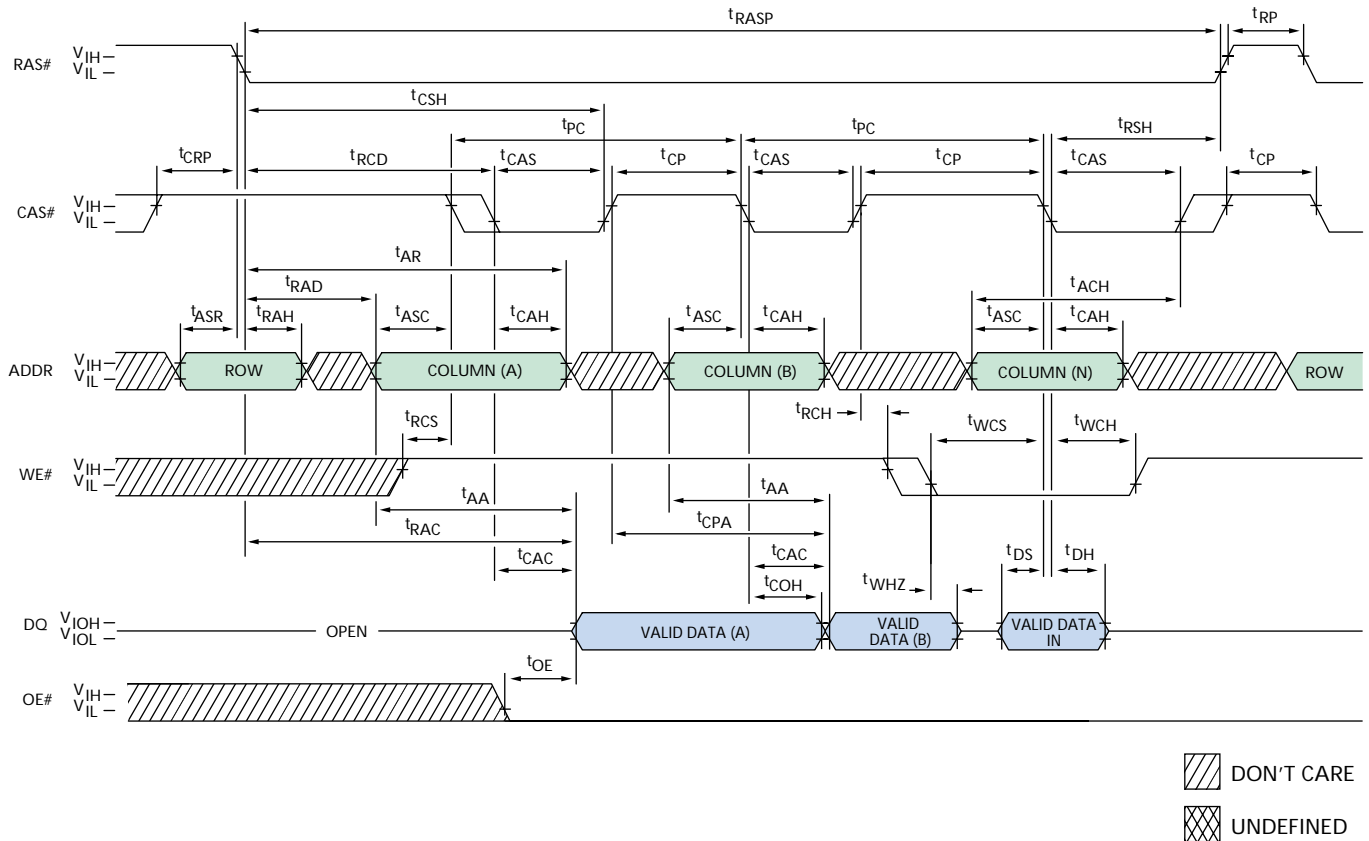 tRASP
tRP
RAS# VIH
VIL
tCSH
tPC
tPC
tRSH
tCRP
tRCD
tCAS
tCP
tCAS
tCP
tCAS
tCP
CAS# VIH
VIL
tAR
tRAD
tACH
tASR
tRAH
tASC
tCAH
tASC
tCAH
tASC
tCAH
ADDR VIH
VIL
ROW
COLUMN (A)
COLUMN (B)
COLUMN (N)
ROW
tRCH
tRCS
tWCS
tWCH
WE# VIH
VIL
tAA
tAA
tRAC
tCPA
tCAC
tCAC
tDS
tDH
tCOH
tWHZ
DQ VIOH
VIOL
OPEN
VALID DATA (A)
VALID
DATA (B)
VALID DATA
IN
tOE
OE# VIH
VIL
DON'T CARE
UNDEFINED